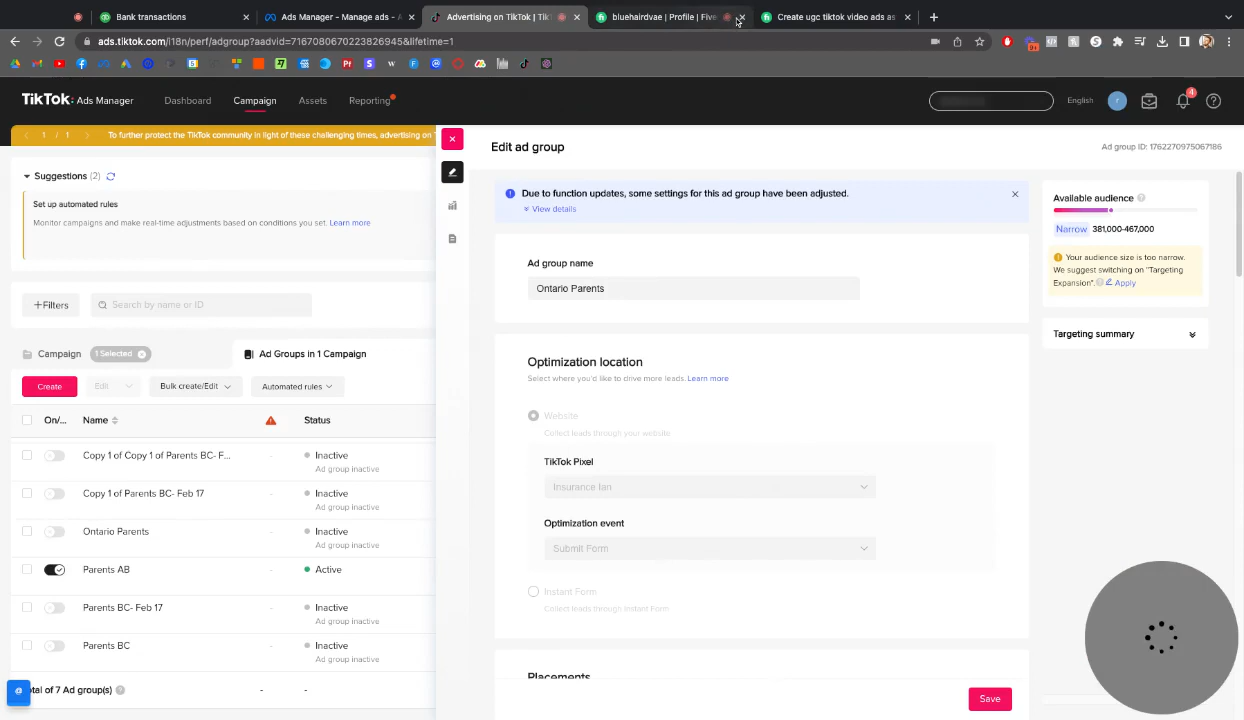 Bank transactions
Ads Manager - Manage ads - A
Advertising on TikTok | Tik
bluehairdvae | Profile | Five
Create ugc tiktok video ads as
ads.tiktok.com/i18n/perf/adgroup?aadvid=7167080670223826945&lifetime=1
TikTok: Ads Manager
Dashboard
Campaign
Assets
Reporting
English
r
4
1 / 1
To further protect the TikTok community in light of these challenging times, advertising on
Suggestions (2)
Set up automated rules
Monitor campaigns and make real-time adjustments based on conditions you set. Learn more
+Filters
Search by name or ID
Campaign
1 Selected
Ad Groups in 1 Campaign
Create
Edit
Bulk create/Edit
Automated rules
On/...
Name
Status
Copy 1 of Copy 1 of Parents BC- F...
-
Inactive
Ad group inactive
Copy 1 of Parents BC- Feb 17
-
Inactive
Ad group inactive
Ontario Parents
-
Inactive
Ad group inactive
Parents AB
-
Active
Parents BC- Feb 17
-
Inactive
Ad group inactive
Parents BC
-
Inactive
Ad group inactive
otal of 7 Ad group(s)
-
-
Edit ad group
Ad group ID: 1762270975067186
Due to function updates, some settings for this ad group have been adjusted.
View details
Ad group name
Ontario Parents
Optimization location
Select where you'd like to drive more leads. Learn more
Website
Collect leads through your website
TikTok Pixel
Insurance Ian
Optimization event
Submit Form
Instant Form
Collect leads through Instant Form
Placements
Save
Available audience
Narrow 381,000-467,000
Your audience size is too narrow.
We suggest switching on "Targeting
Expansion". Apply
Targeting summary